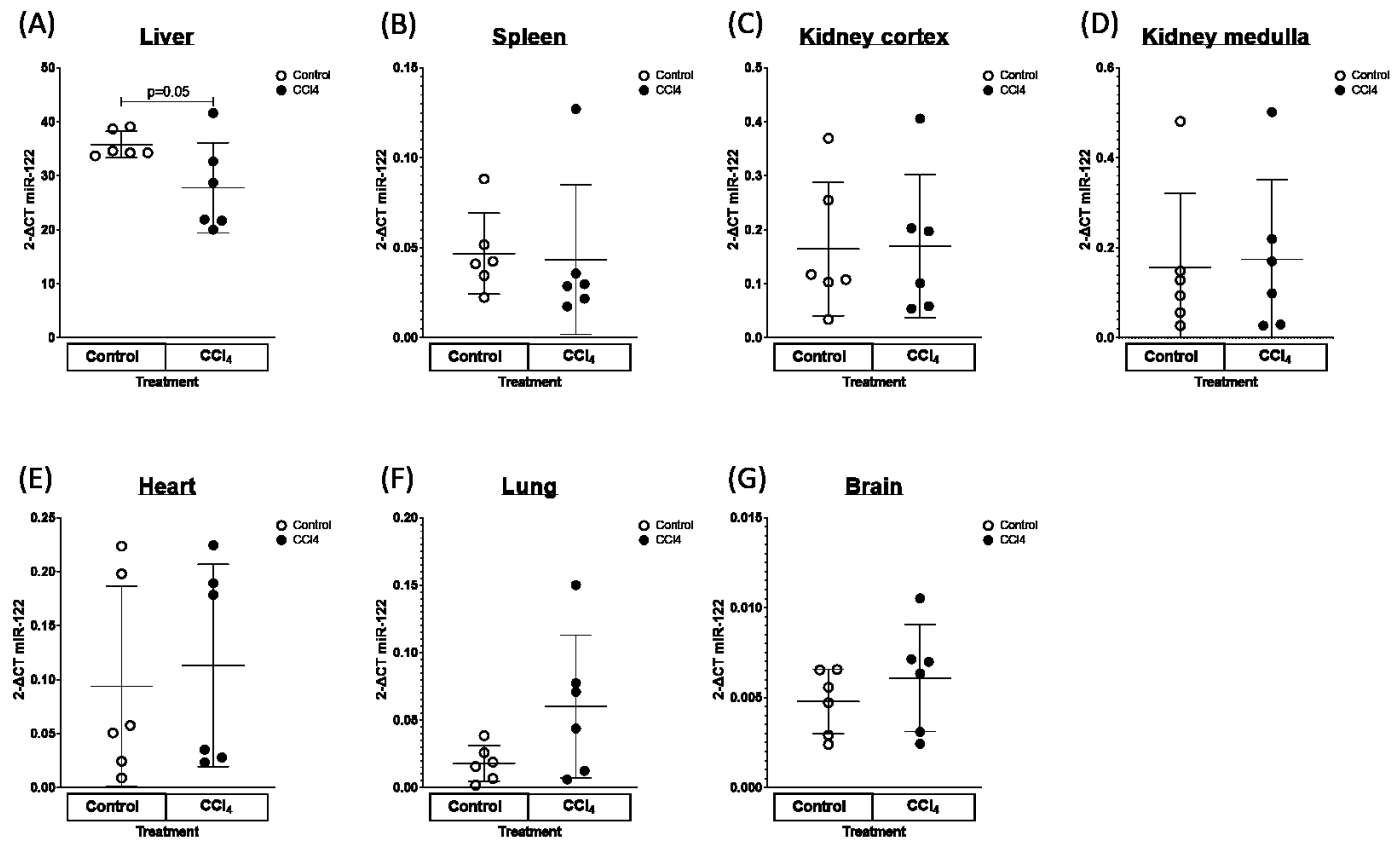 (A)
Liver
50
40
30
20
10
0
2-ΔCT miR-122
p=0.05
Control
CCl4
Control
CCl₄
Treatment
(B)
Spleen
0.15
0.10
0.05
0.00
2-ΔCT miR-122
Control
CCl4
Control
CCl₄
Treatment
(C)
Kidney cortex
0.5
0.4
0.3
0.2
0.1
0.0
2-ΔCT miR-122
Control
CCl4
Control
CCl₄
Treatment
(D)
Kidney medulla
0.6
0.4
0.2
0.0
2-ΔCT miR-122
Control
CCl4
Control
CCl₄
Treatment
(E)
Heart
0.25
0.20
0.15
0.10
0.05
0.00
2-ΔCT miR-122
Control
CCl4
Control
CCl₄
Treatment
(F)
Lung
0.20
0.15
0.10
0.05
0.00
2-ΔCT miR-122
Control
CCl4
Control
CCl₄
Treatment
(G)
Brain
0.015
0.010
0.005
0.000
2-ΔCT miR-122
Control
CCl4
Control
CCl₄
Treatment